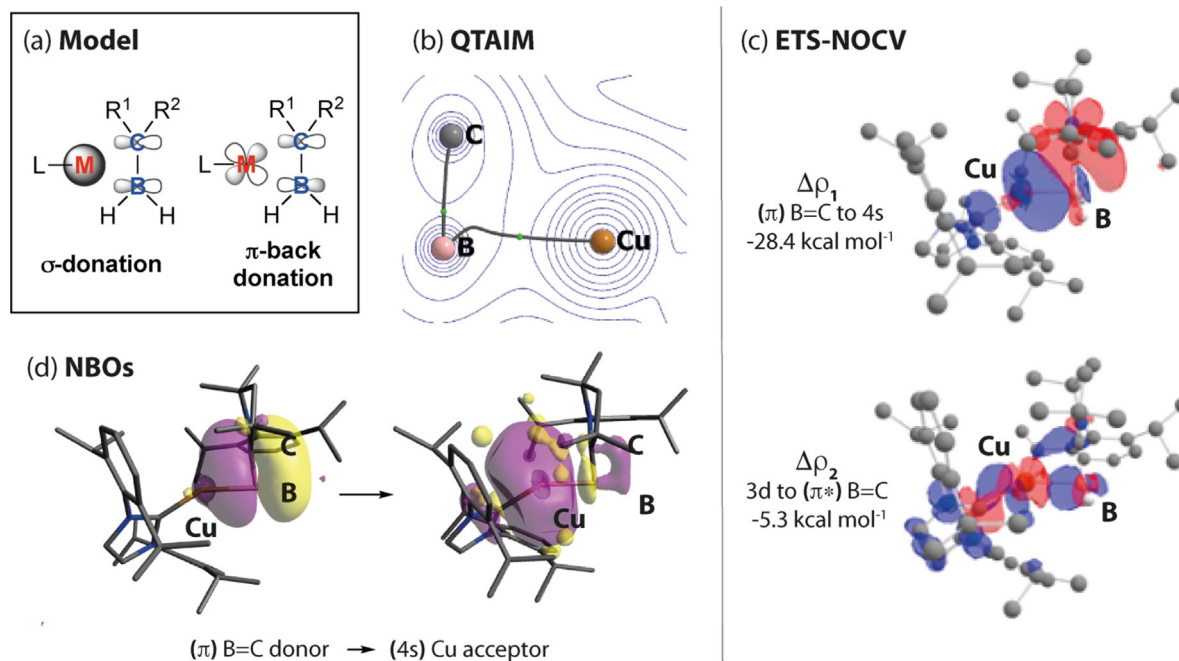 (a) Model
R¹ R²
C
L M
B
H H
σ-donation
R¹ R²
C
L M
B
H H
π-back
donation
(b) QTAIM
C
B
Cu
(c) ETS-NOCV
Δρ₁
(π) B=C to 4s
-28.4 kcal mol⁻¹
Cu
B
Δρ₂
3d to (π*) B=C
-5.3 kcal mol⁻¹
Cu
B
(d) NBOs
C
B
Cu
C
B
Cu
(π) B=C donor → (4s) Cu acceptor